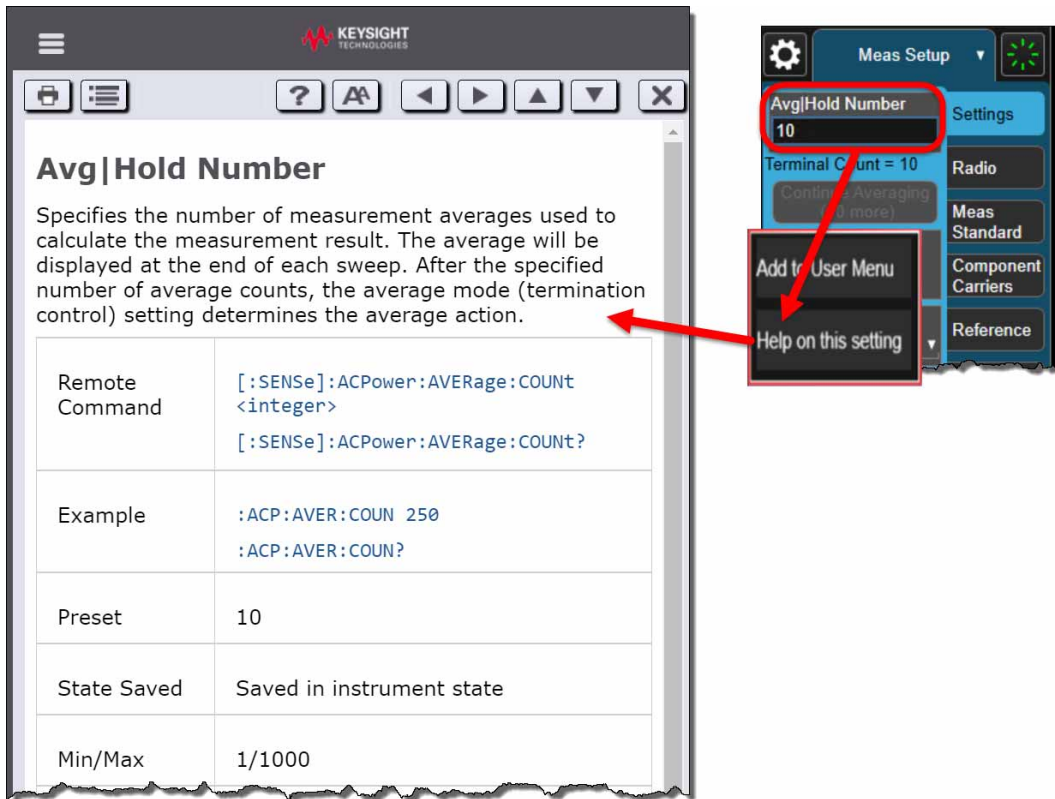 KEYSIGHT
TECHNOLOGIES
? AA
Avg|Hold Number
Specifies the number of measurement averages used to
calculate the measurement result. The average will be
displayed at the end of each sweep. After the specified
number of average counts, the average mode (termination
control) setting determines the average action.
Remote
Command
[:SENSe]:ACPower:AVERage:COUNt
<integer>
[:SENSe]:ACPower:AVERage:COUNt?
Example
:ACP:AVER:COUN 250
:ACP:AVER:COUN?
Preset
10
State Saved
Saved in instrument state
Min/Max
1/1000
Meas Setup
Avg|Hold Number
10
Terminal Count = 10
Continue Averaging
more)
Settings
Radio
Meas
Standard
Component
Carriers
Reference
Add to User Menu
Help on this setting